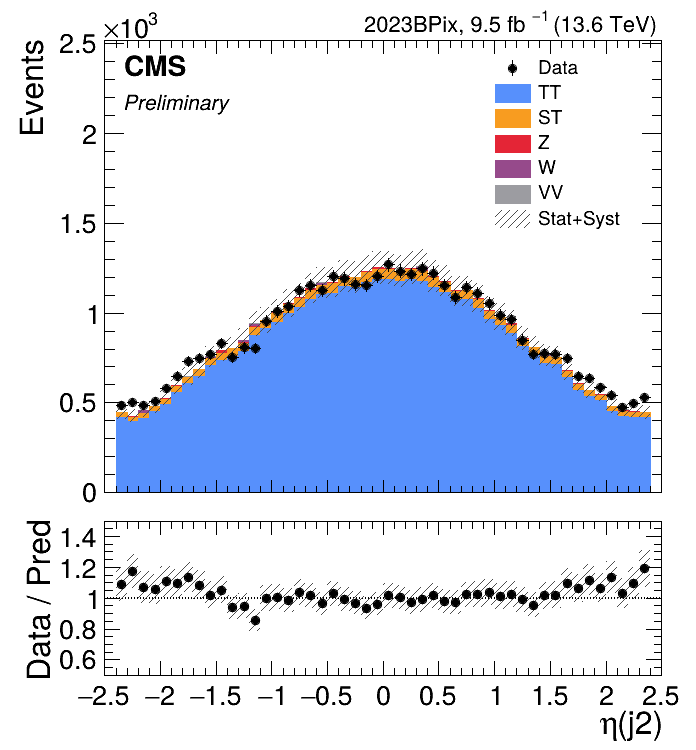 ×10³
2023BPix, 9.5 fb ⁻¹ (13.6 TeV)
Events
CMS
Preliminary
Data
TT
ST
Z
W
VV
Stat+Syst
2.5
2
1.5
1
0.5
0
Data / Pred
1.4
1.2
1
0.8
0.6
−2.5 −2 −1.5 −1 −0.5 0 0.5 1 1.5 2 2.5
η(j2)